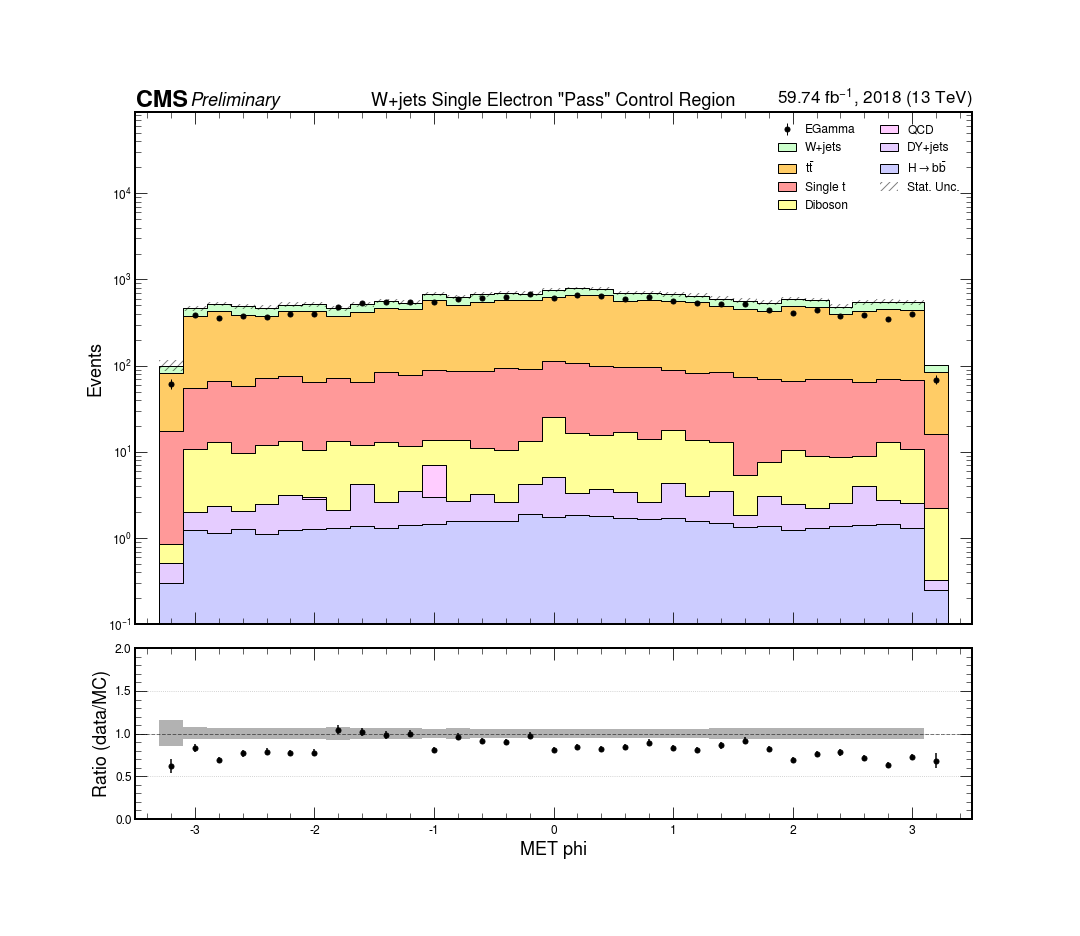 CMS Preliminary W+jets Single Electron "Pass" Control Region 59.74 fb⁻¹, 2018 (13 TeV)
EGamma QCD
W+jets DY+jets
tt̄ H→bb̄
Single t Stat. Unc.
Diboson
Events
10⁴
10³
10²
10¹
10⁰
10⁻¹
Ratio (data/MC)
2.0
1.5
1.0
0.5
0.0
-3 -2 -1 0 1 2 3
MET phi